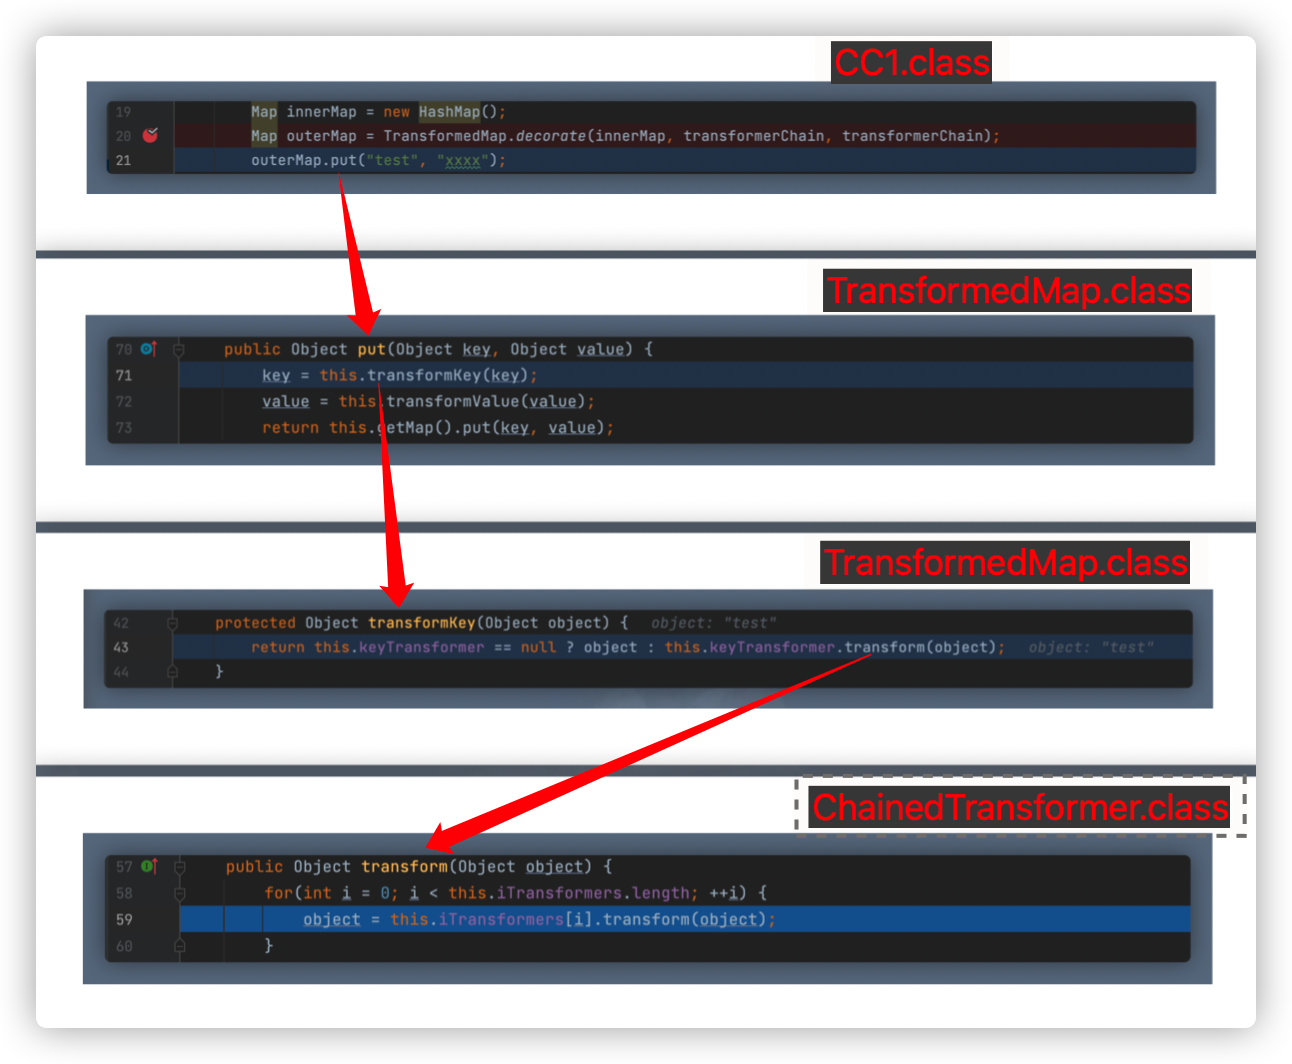 CC1.class
19 Map innerMap = new HashMap();
20 Map outerMap = TransformedMap.decorate(innerMap, transformerChain, transformerChain);
21 outerMap.put("test", "xxxx");
TransformedMap.class
70 public Object put(Object key, Object value) {
71 key = this.transformKey(key);
72 value = this.transformValue(value);
73 return this.getMap().put(key, value);
TransformedMap.class
42 protected Object transformKey(Object object) { object: "test"
43 return this.keyTransformer == null ? object : this.keyTransformer.transform(object); object: "test"
44 }
ChainedTransformer.class
57 public Object transform(Object object) {
58 for(int i = 0; i < this.iTransformers.length; ++i) {
59 object = this.iTransformers[i].transform(object);
60 }